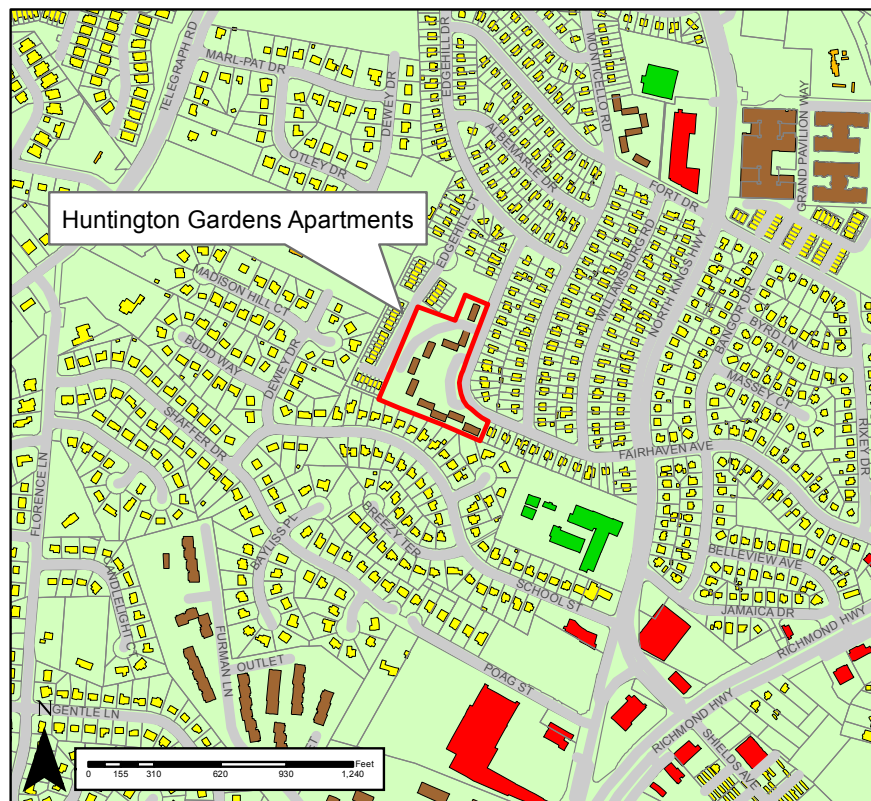 TELEGRAPH RD
MARL-PAT DR
DEWEY DR
EDGEHILL DR
MONTICELLO RD
GRAND PAVILION WAY
OTLEY DR
ALBEMARLE DR
FORT DR
Huntington Gardens Apartments
EDGEHILL CT
WILLIAMSBURG RD
NORTH KINGS HWY
MADISON HILL CT
BUDD WAY
DEWEY DR
BANGOR DR
BYRD LN
MASSEY CT
SHAFFER DR
FLORENCE LN
FAIRHAVEN AVE
RILEY DR
BREEZY TER
BAYLISS PL
BELLEVIEW AVE
SCHOOL ST
JAMAICA DR
CANDLELIGHT CT
FURMAN LN
OUTLET
POAG ST
RICHMOND HWY
RICHMOND HWY
GENTLE LN
SHIELDS AVE
N
Feet
0 155 310 620 930 1,240